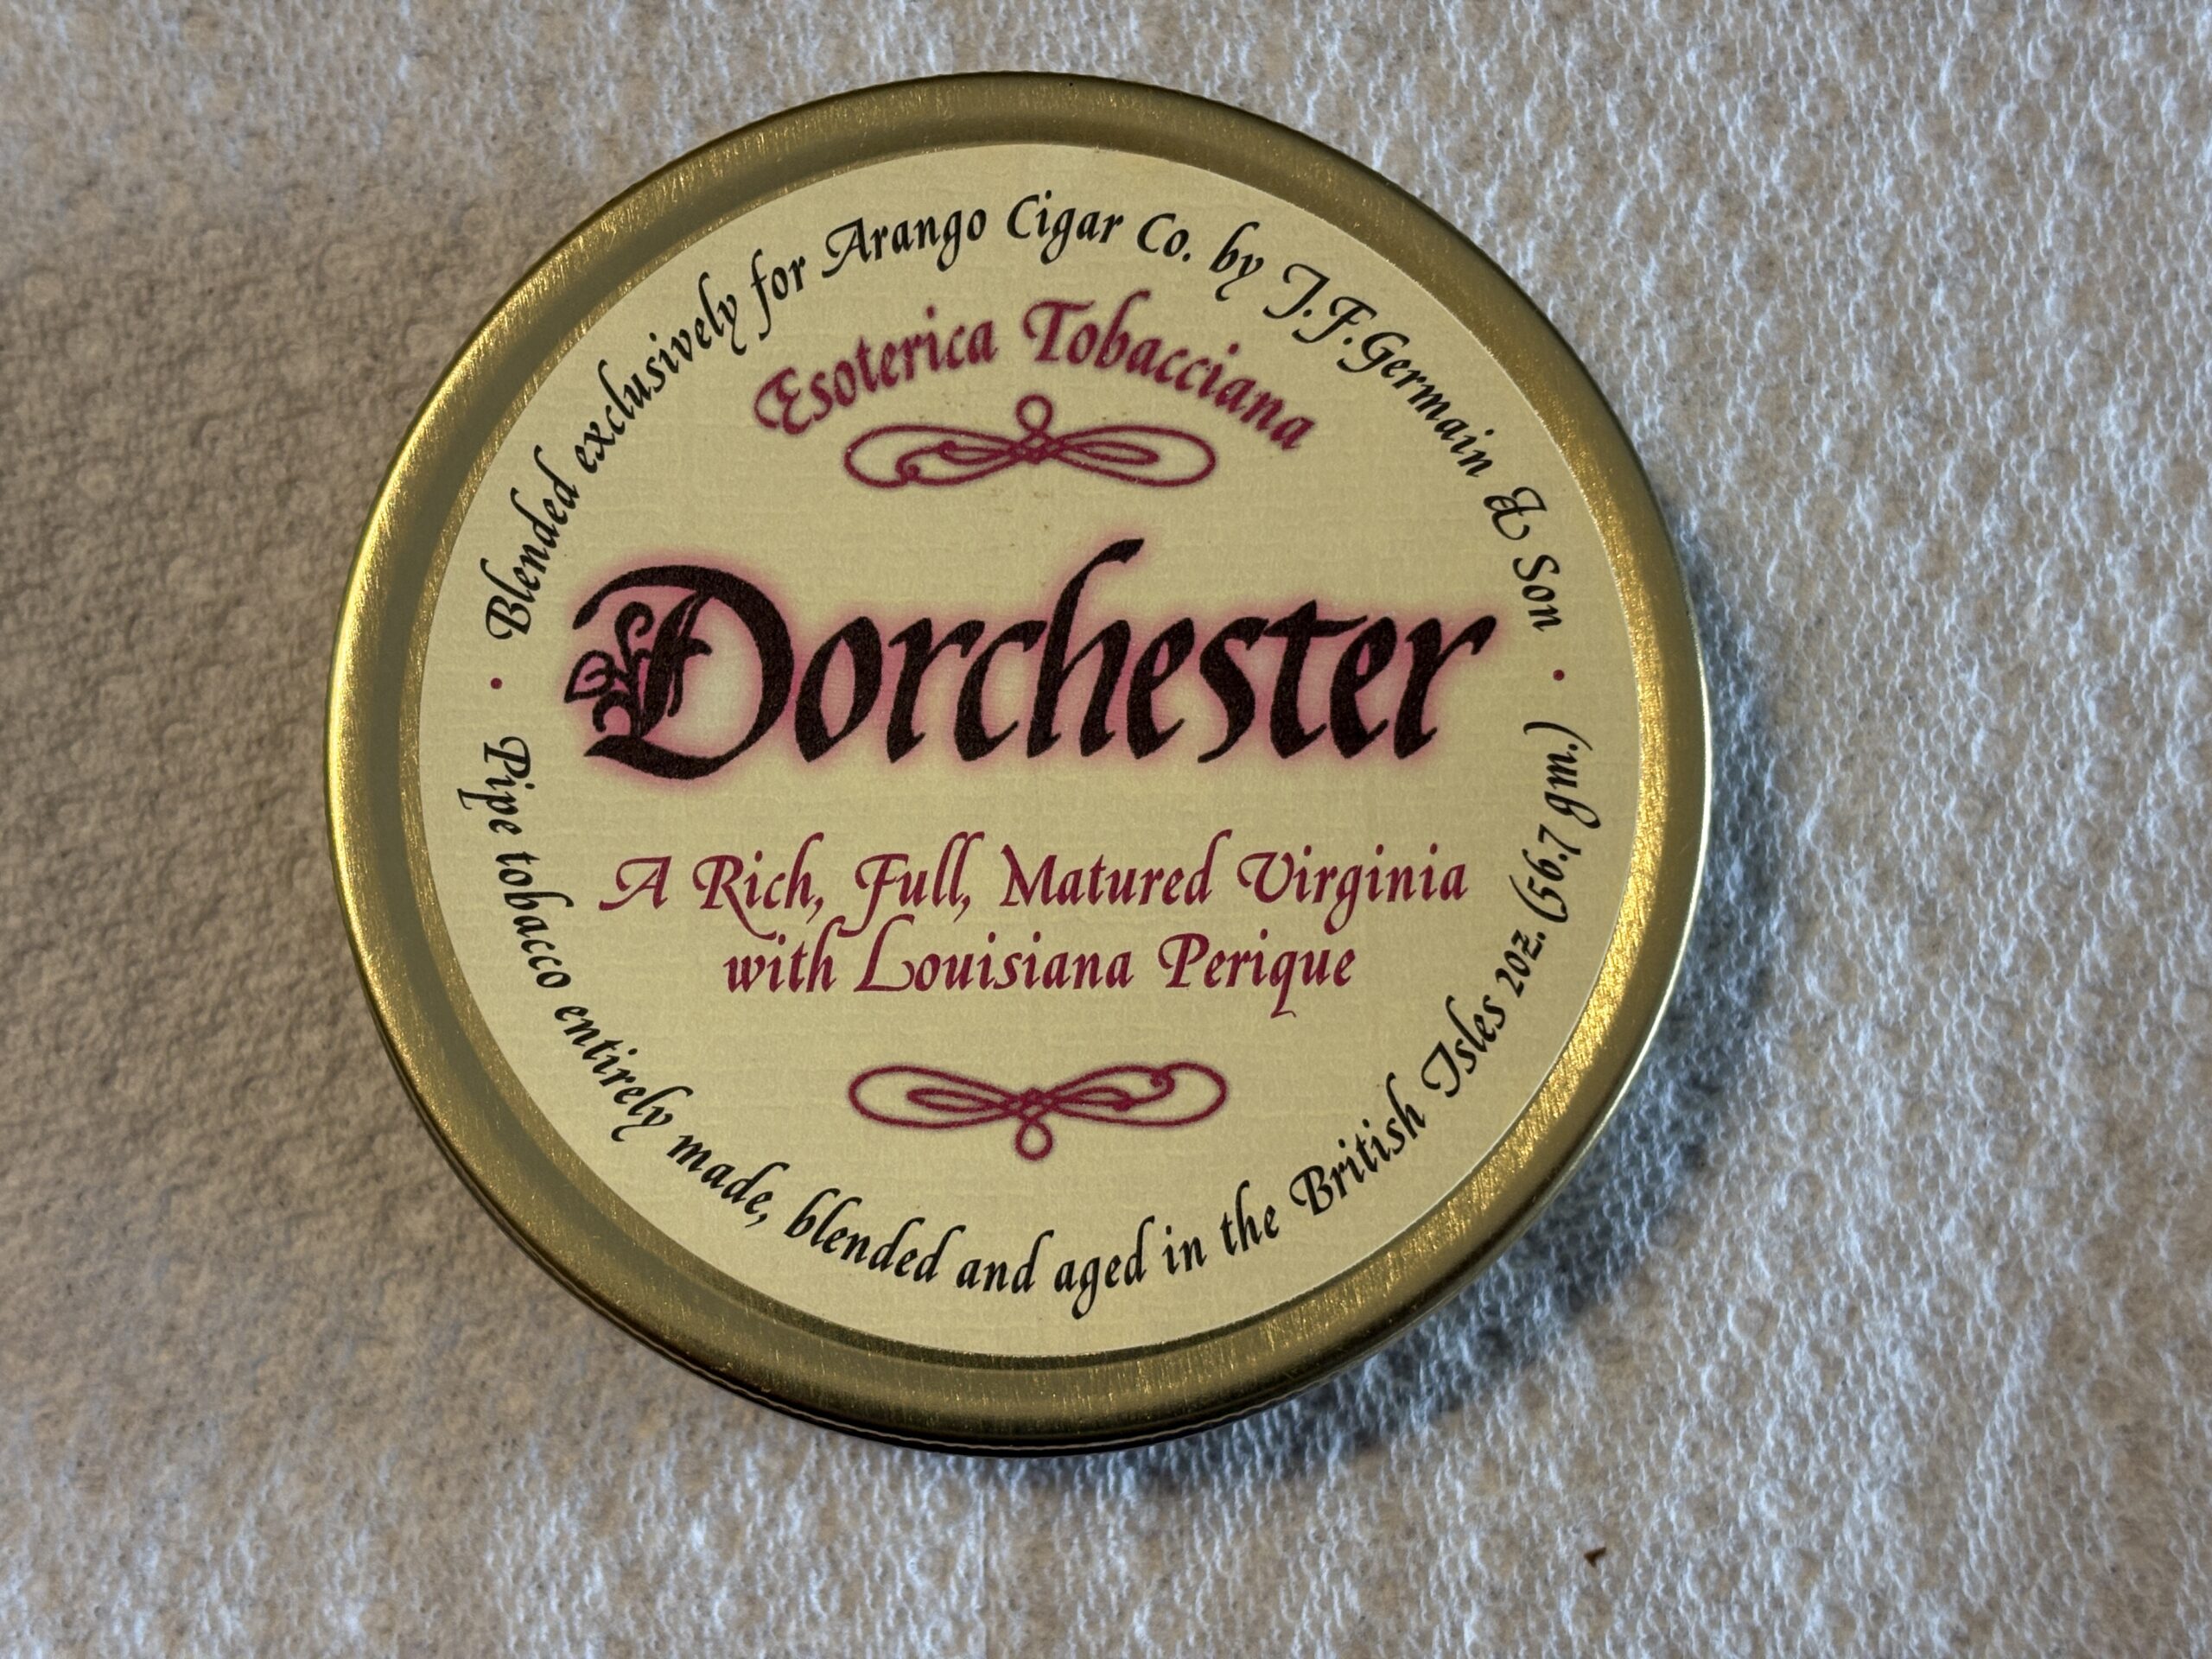 Blended exclusively for Arango Cigar Co. by J.F. Germain & Son
Esoterica Tobacciana
Dorchester
A Rich, Full, Matured Virginia
with Louisiana Perique
Pipe tobacco entirely made, blended and aged in the British Isles 2oz. (56.7 gm.)